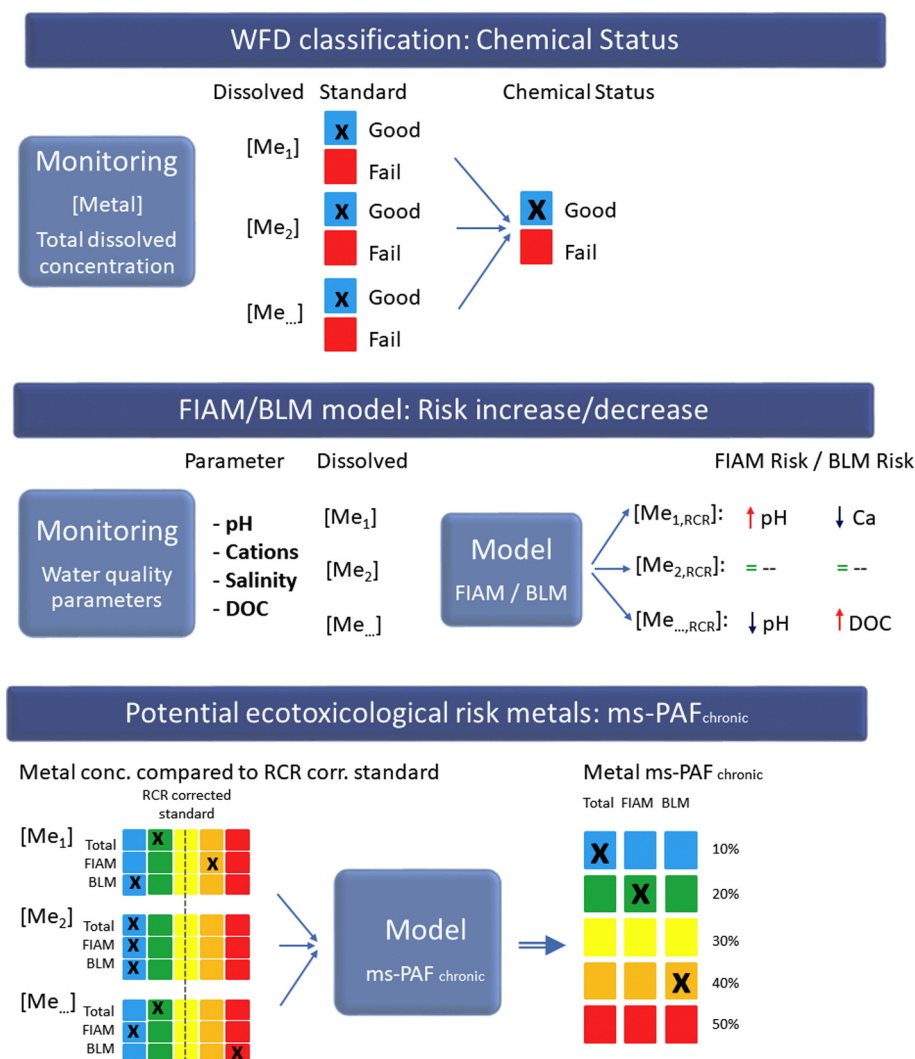 WFD classification: Chemical Status
Dissolved Standard Chemical Status
Monitoring
[Metal]
Total dissolved
concentration
[Me1]
x Good
Fail
[Me2]
x Good
Fail
[Me...]
x Good
Fail
X Good
Fail
FIAM/BLM model: Risk increase/decrease
Parameter Dissolved FIAM Risk / BLM Risk
Monitoring
Water quality
parameters
- pH
- Cations
- Salinity
- DOC
[Me1]
[Me2]
[Me...]
Model
FIAM / BLM
[Me1,RCR]: ↑ pH ↓ Ca
[Me2,RCR]: = -- = --
[Me...,RCR]: ↓ pH ↑ DOC
Potential ecotoxicological risk metals: ms-PAF chronic
Metal conc. compared to RCR corr. standard
RCR corrected
standard
[Me1]
Total X
FIAM X
BLM X
[Me2]
Total X
FIAM X
BLM X
[Me...]
Total X
FIAM X
BLM X
Model
ms-PAF chronic
Metal ms-PAF chronic
Total FIAM BLM
X 10%
X 20%
30%
X 40%
50%